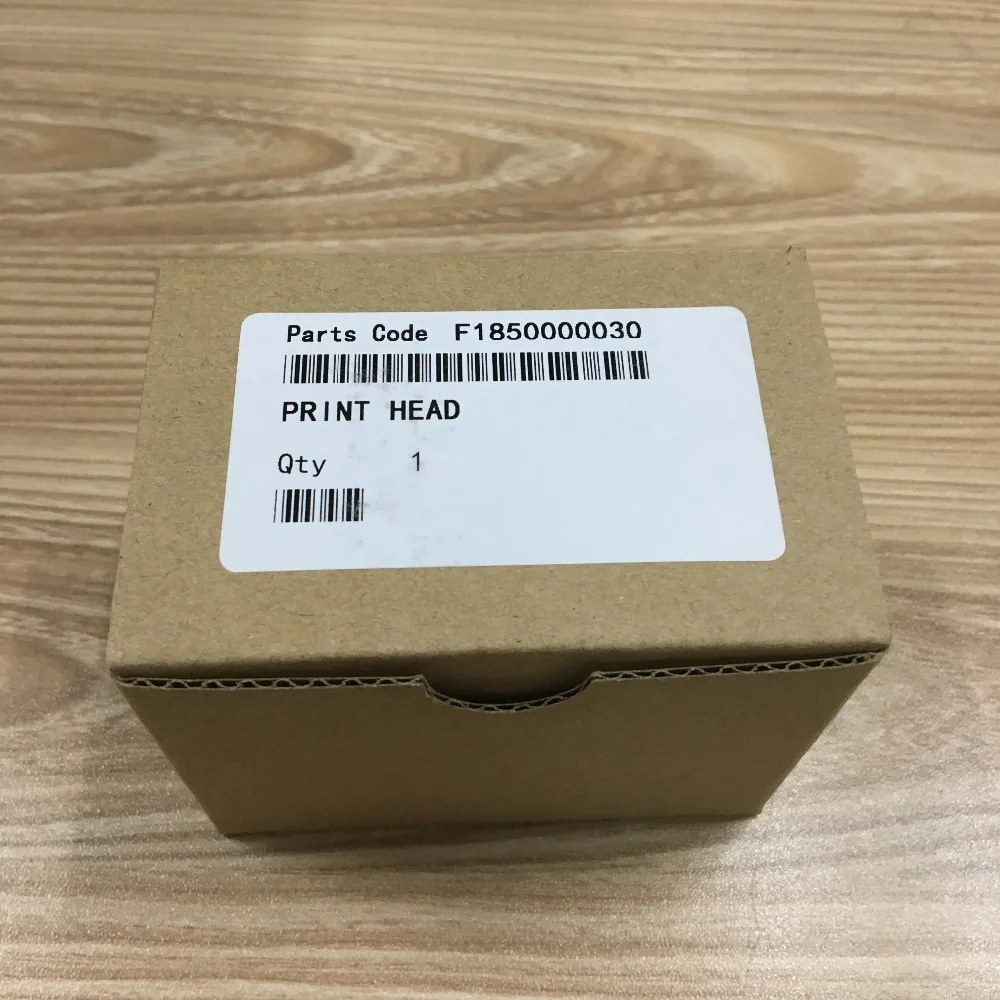 Parts Code F1850000030
PRINT HEAD
Qty 1